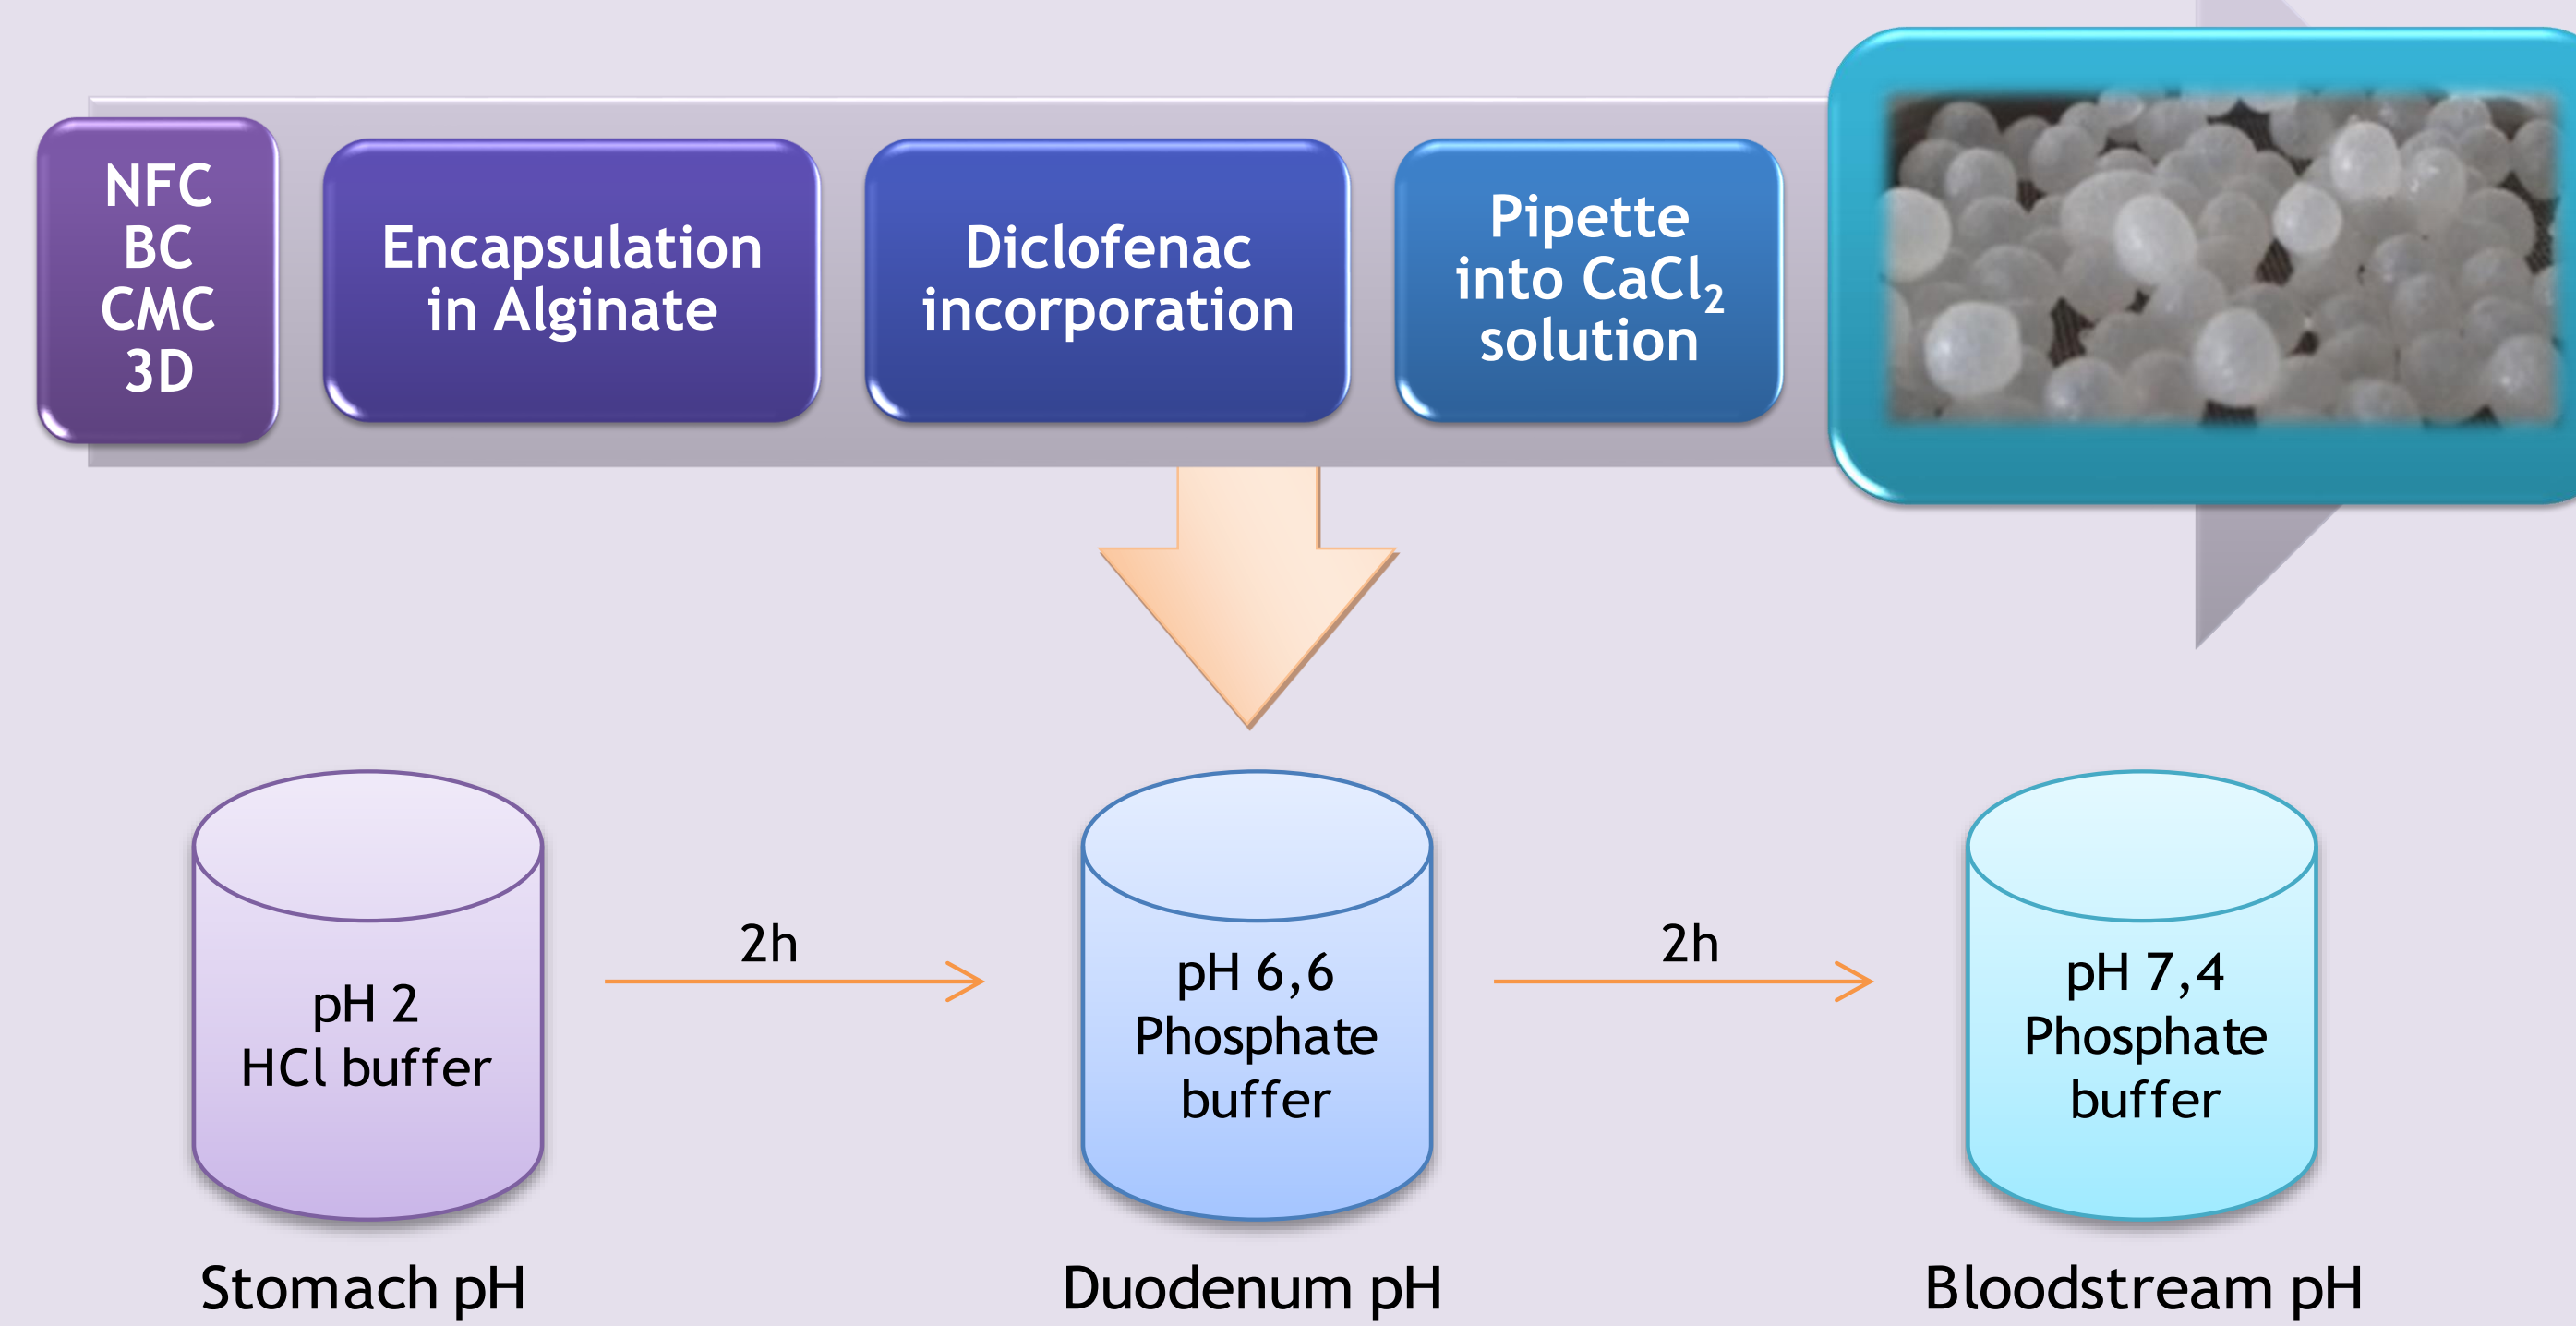 NFC
BC
CMC
3D
Encapsulation
in Alginate
Diclofenac
incorporation
Pipette
into CaCl₂
solution
2h
2h
pH 2
HCl buffer
pH 6,6
Phosphate
buffer
pH 7,4
Phosphate
buffer
Stomach pH
Duodenum pH
Bloodstream pH